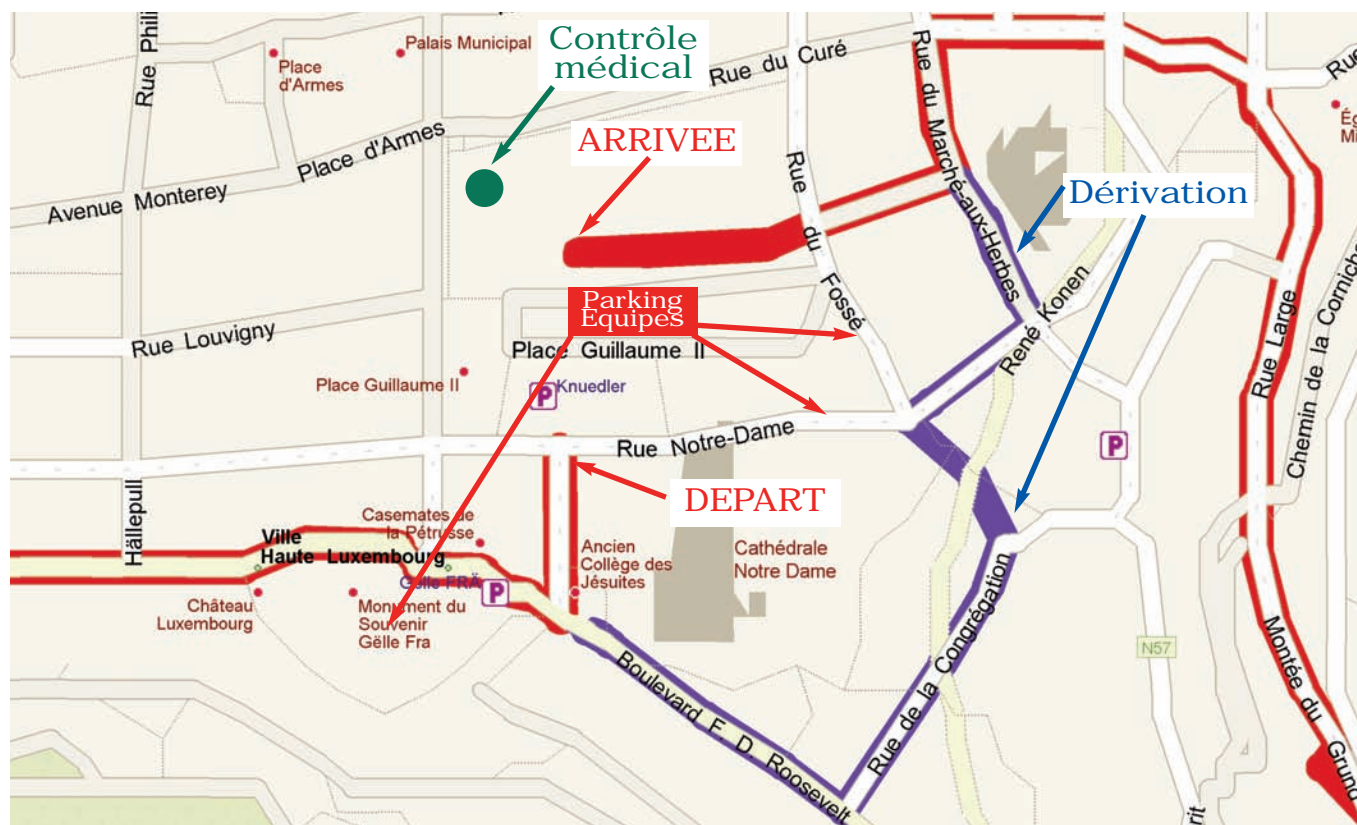 Rue Phili
Palais Municipal
Place
d'Armes
Contrôle
médical
Rue du Curé
Rue du Marché-aux-Herbes
Ég
Mi
ARRIVEE
Place d'Armes
Avenue Monterey
Rue du Fossé
Dérivation
Parking
Equipes
Rue Louvigny
Place Guillaume II
René Konen
Rue Large
Chemin de la Corniche
Place Guillaume II
P
Knuedler
Rue Notre-Dame
P
DEPART
Hällepull
Casemates de
la Pétrusse
Ville
Haute Luxembourg
Gëlle FRA
P
Ancien
Collège des
Jésuites
Cathédrale
Notre Dame
Château
Luxembourg
Monument du
Souvenir
Gëlle Fra
Boulevard F. D. Roosevelt
Rue de la Congrégation
N57
Montée du Grund
rit